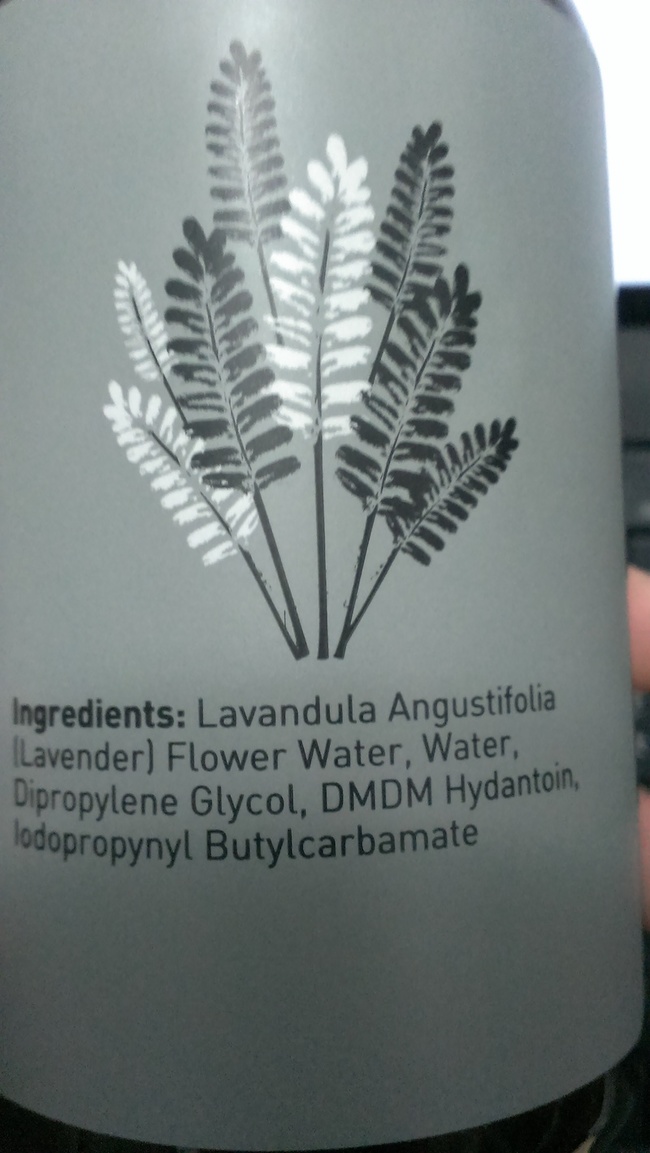 Ingredients: Lavandula Angustifolia
(Lavender) Flower Water, Water,
Dipropylene Glycol, DMDM Hydantoin,
Iodopropynyl Butylcarbamate